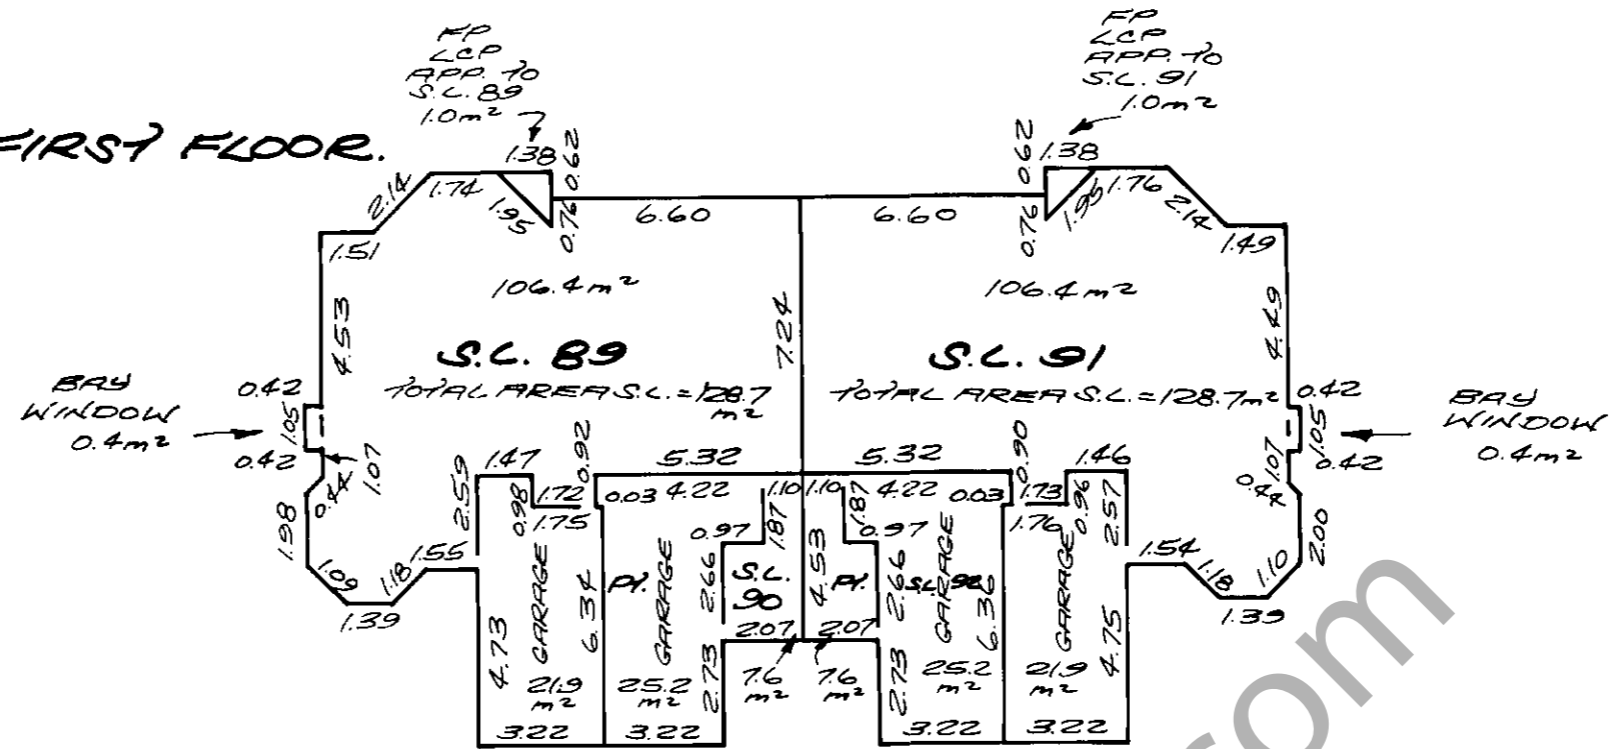 FP
LCP
APP. TO
S.L. 89
1.0m²
FP
LCP
APP. TO
S.L. 91
1.0m²
FIRST FLOOR.
1.38
0.62
0.62
1.38
2.14
1.74
1.95
0.76
6.60
6.60
0.76
1.95
1.76
2.14
1.51
1.49
106.4m²
106.4m²
4.53
7.24
4.49
S.L. 89
S.L. 91
TOTAL AREA S.L. = 128.7
m²
TOTAL AREA S.L. = 128.7m²
BAY
WINDOW
0.4m²
0.42
1.05
0.42
1.07
0.44
BAY
WINDOW
0.4m²
0.42
1.05
0.42
1.07
0.44
1.98
2.59
1.47
0.92
5.32
5.32
0.90
1.46
2.57
2.00
0.98
1.72
1.75
0.03
4.22
1.10
1.10
4.22
0.03
1.73
1.76
0.96
1.87
1.87
0.97
0.97
1.55
1.54
1.09
1.18
1.39
1.18
1.10
1.39
GARAGE
6.34
Pt.
GARAGE
2.66
S.L.
90
4.53
Pt.
2.66
S.L. 92
GARAGE
6.36
GARAGE
4.73
2.07
2.07
4.75
2.73
2.73
21.9
m²
25.2
m²
7.6
m²
7.6
m²
25.2
m²
21.9
m²
3.22
3.22
3.22
3.22
com